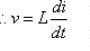 ∴ v = L di/dt